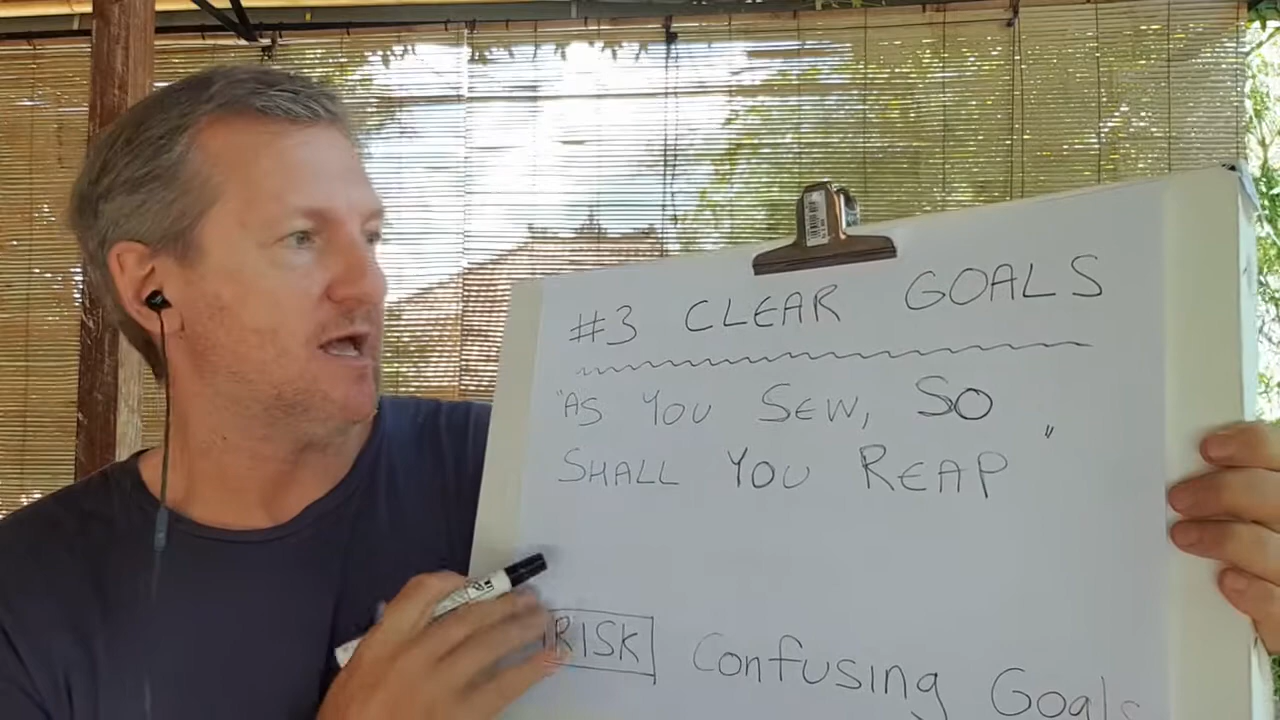 #3 CLEAR GOALS
"AS YOU SEW, SO
SHALL YOU REAP"
RISK Confusing Goals